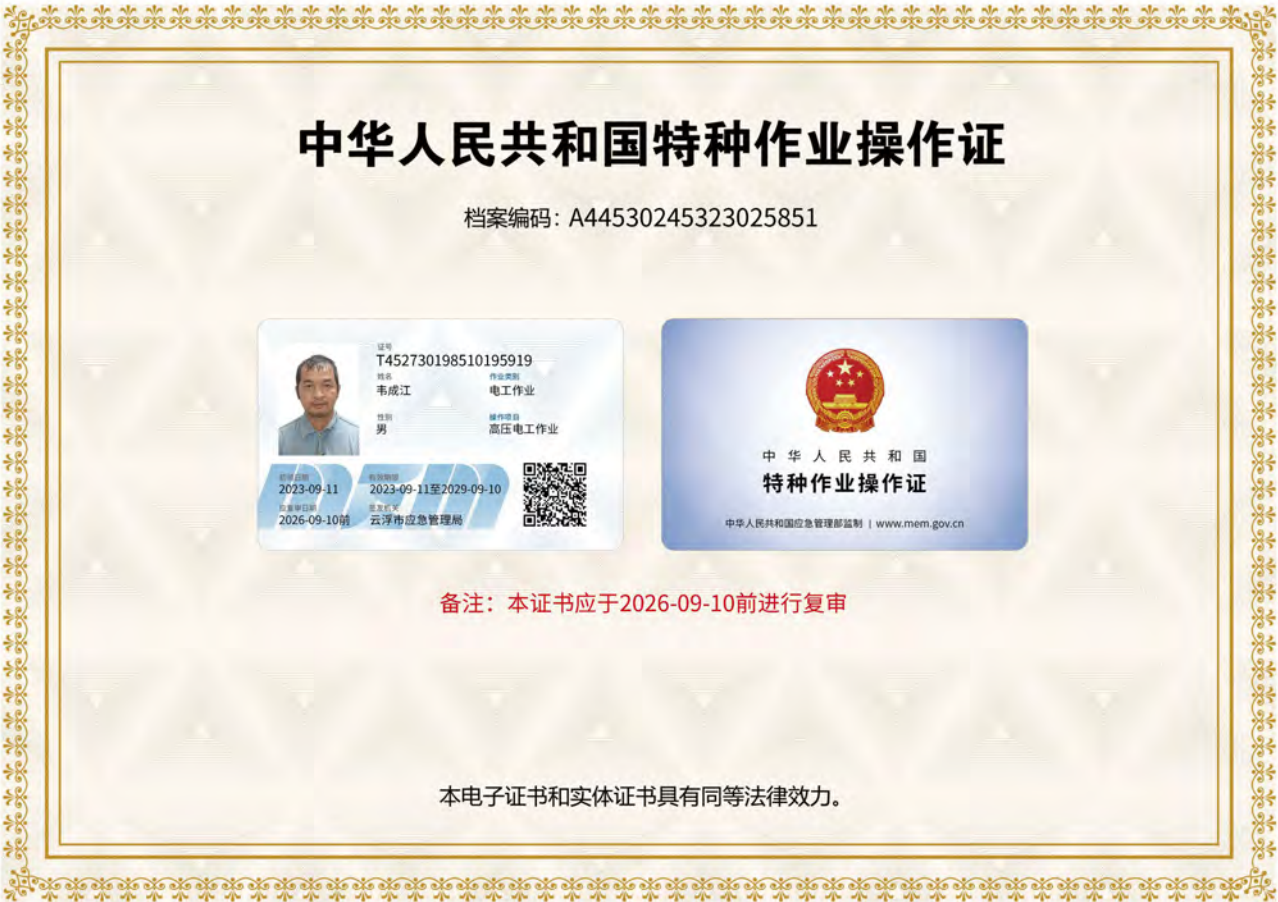 中华人民共和国特种作业操作证
档案编码：A44530245323025851
证号
T452730198510195919
姓名 作业类别
韦成江 电工作业
性别 操作项目
男 高压电工作业
初领日期 有效期限
2023-09-11 2023-09-11至2029-09-10
应复审日期 签发机关
2026-09-10前 云浮市应急管理局
中华人民共和国
特种作业操作证
中华人民共和国应急管理部监制 | www.mem.gov.cn
备注：本证书应于2026-09-10前进行复审
本电子证书和实体证书具有同等法律效力。